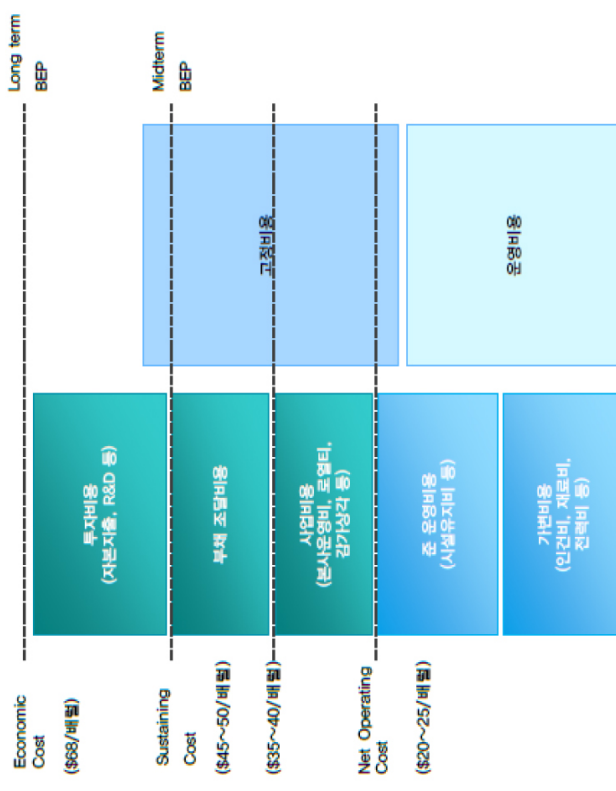 Economic
Cost
($68/배럴)
Sustaining
Cost
($45~50/배럴)
($35~40/배럴)
Net Operating
Cost
($20~25/배럴)
투자비용
(자본지출, R&D 등)
부채 조달비용
사업비용
(본사운영비, 로열티,
감가상각 등)
준 운영비용
(시설유지비 등)
가변비용
(인건비, 재료비,
전력비 등)
고정비용
운영비용
Long term
BEP
Midterm
BEP